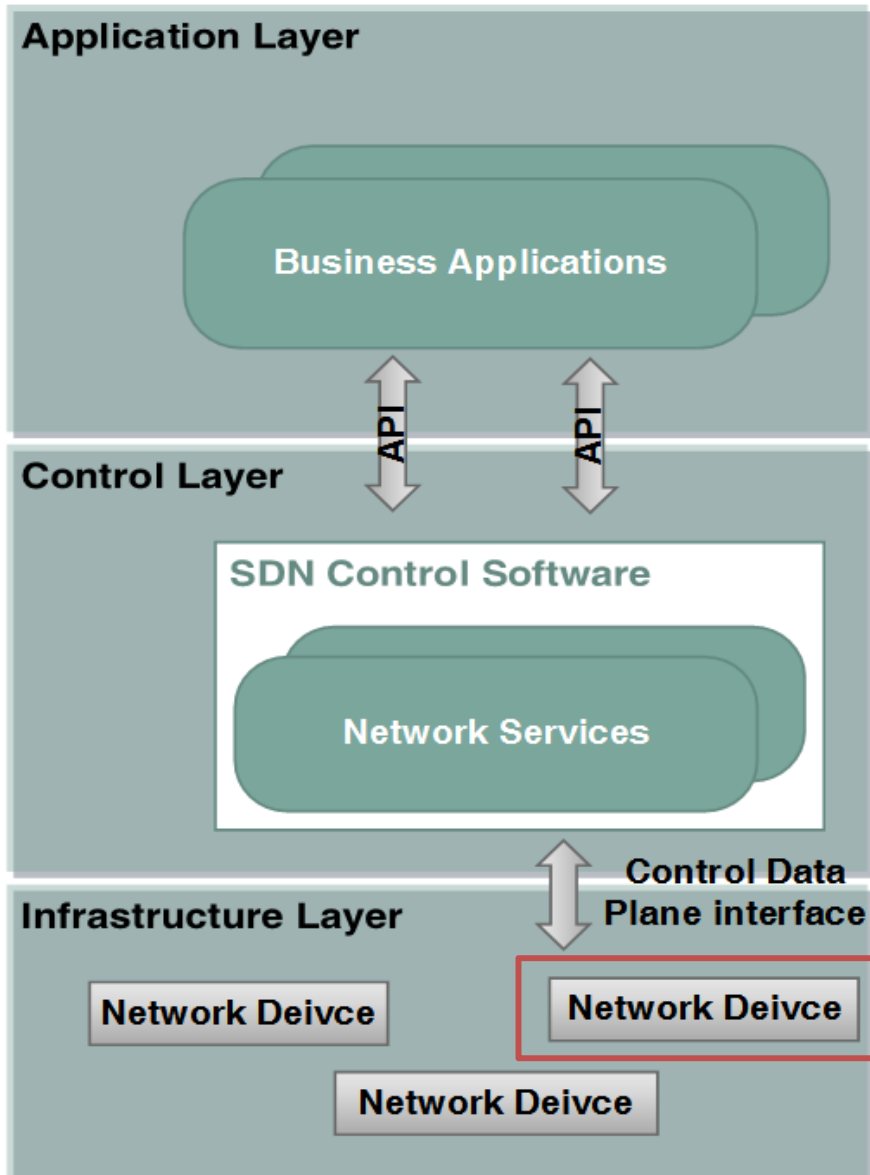 Application Layer
Business Applications
API
API
Control Layer
SDN Control Software
Network Services
Control Data
Plane interface
Infrastructure Layer
Network Deivce
Network Deivce
Network Deivce